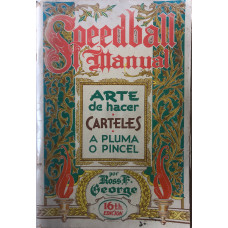 Speedball
Manual
ARTE
de hacer
CARTELES
A PLUMA
O PINCEL
por
Ross F.
George
16th
EDICION